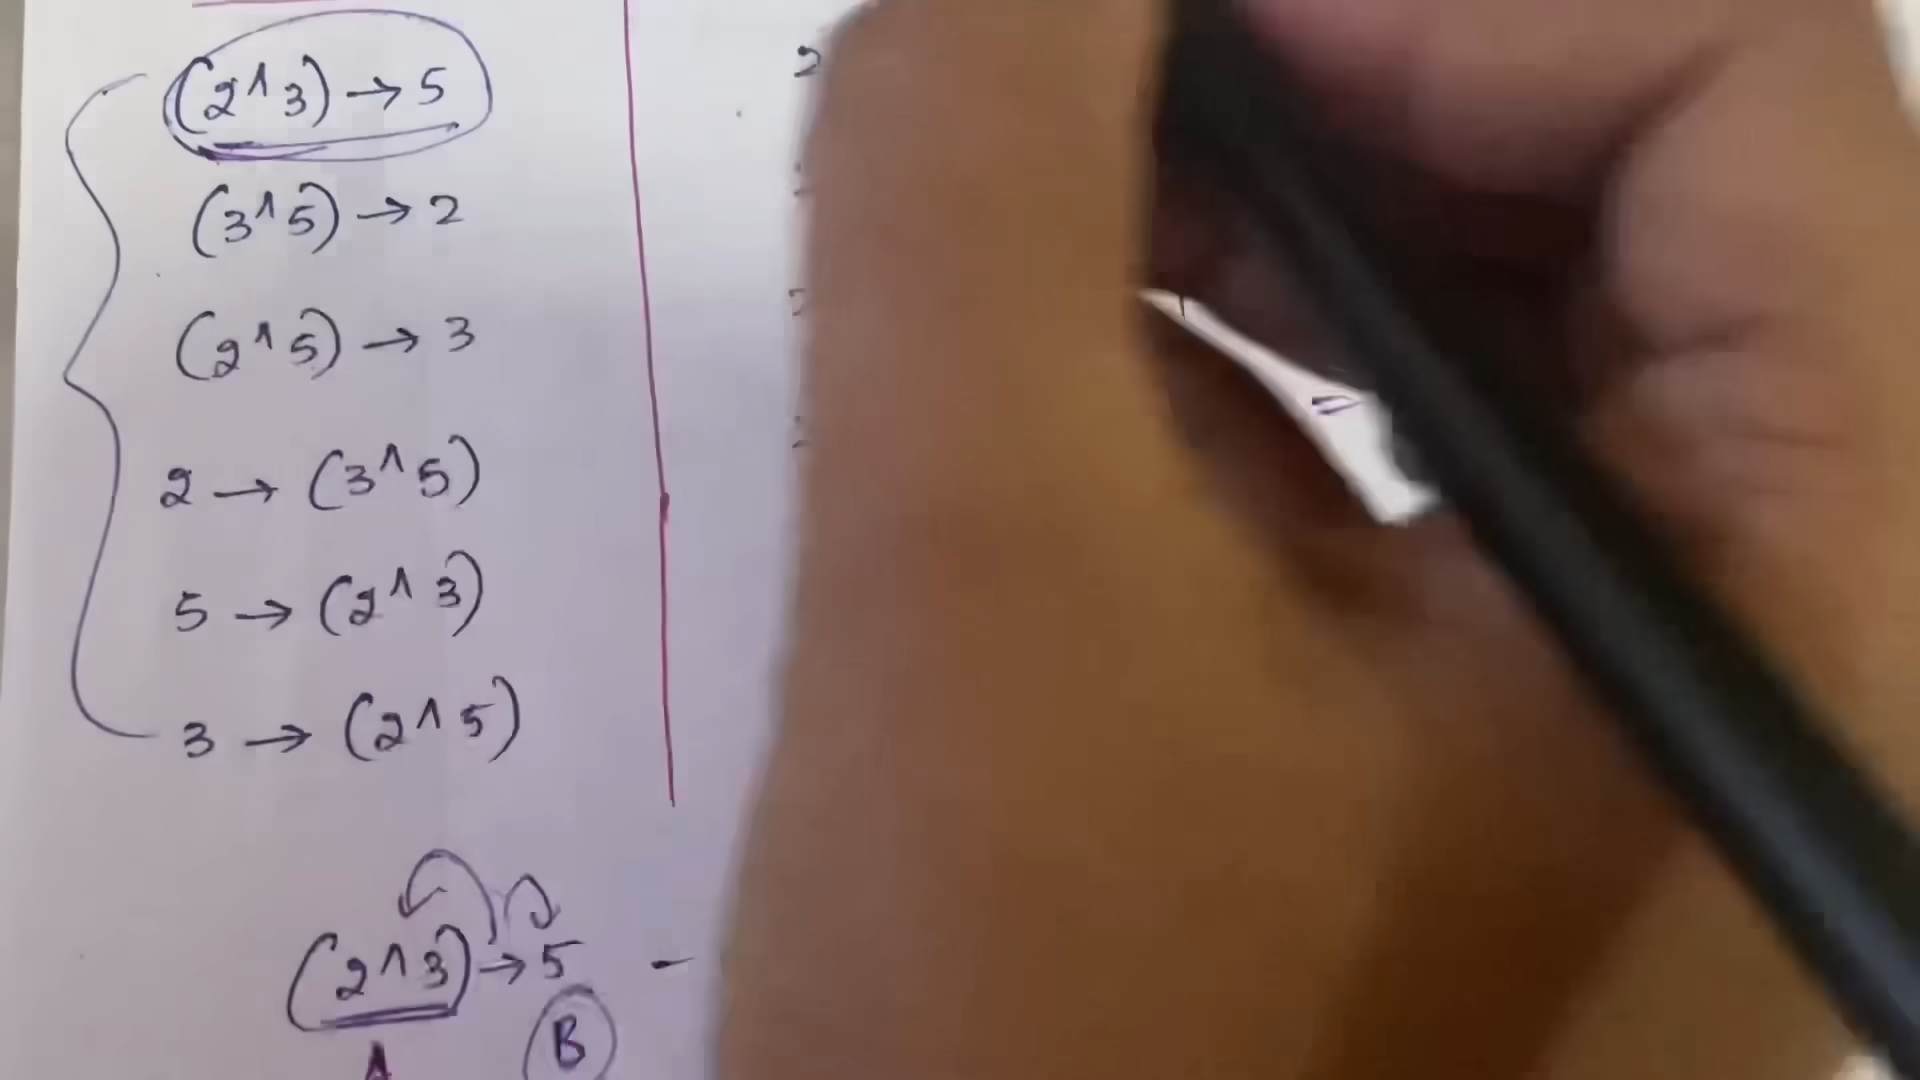 (2^3) → 5
(3^5) → 2
(2^5) → 3
2 → (3^5)
5 → (2^3)
3 → (2^5)
(2^3) → 5 -
A B
2
=